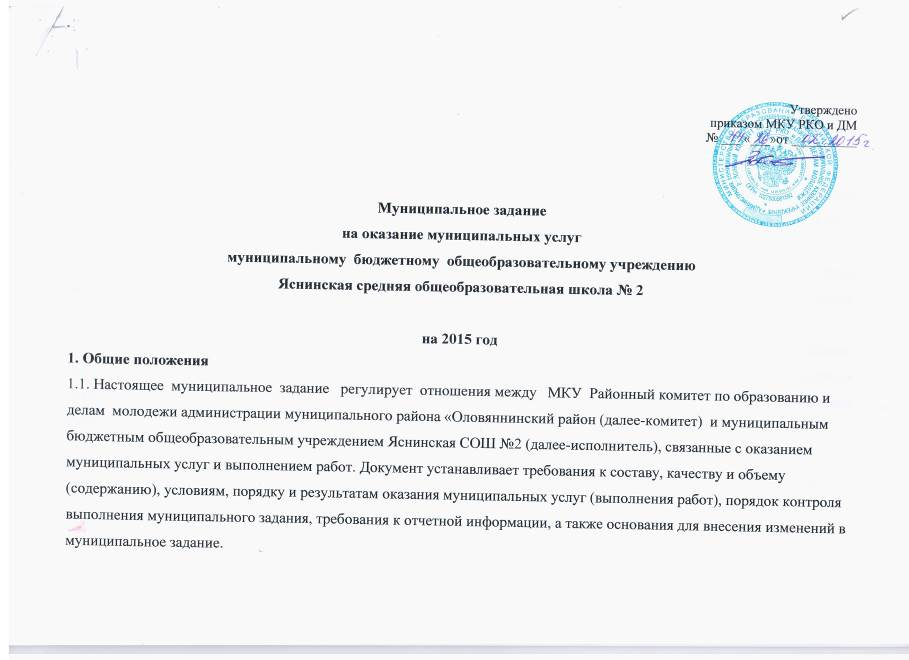 Утверждено
приказом МКУ РКО и ДМ
№ « 26 »от 02. 2015г
Муниципальное задание
на оказание муниципальных услуг
муниципальному бюджетному общеобразовательному учреждению
Яснинская средняя общеобразовательная школа № 2
на 2015 год
1. Общие положения
1.1. Настоящее муниципальное задание регулирует отношения между МКУ Районный комитет по образованию и
делам молодежи администрации муниципального района «Оловяннинский район (далее-комитет) и муниципальным
бюджетным общеобразовательным учреждением Яснинская СОШ №2 (далее-исполнитель), связанные с оказанием
муниципальных услуг и выполнением работ. Документ устанавливает требования к составу, качеству и объему
(содержанию), условиям, порядку и результатам оказания муниципальных услуг (выполнения работ), порядок контроля
выполнения муниципального задания, требования к отчетной информации, а также основания для внесения изменений в
муниципальное задание.